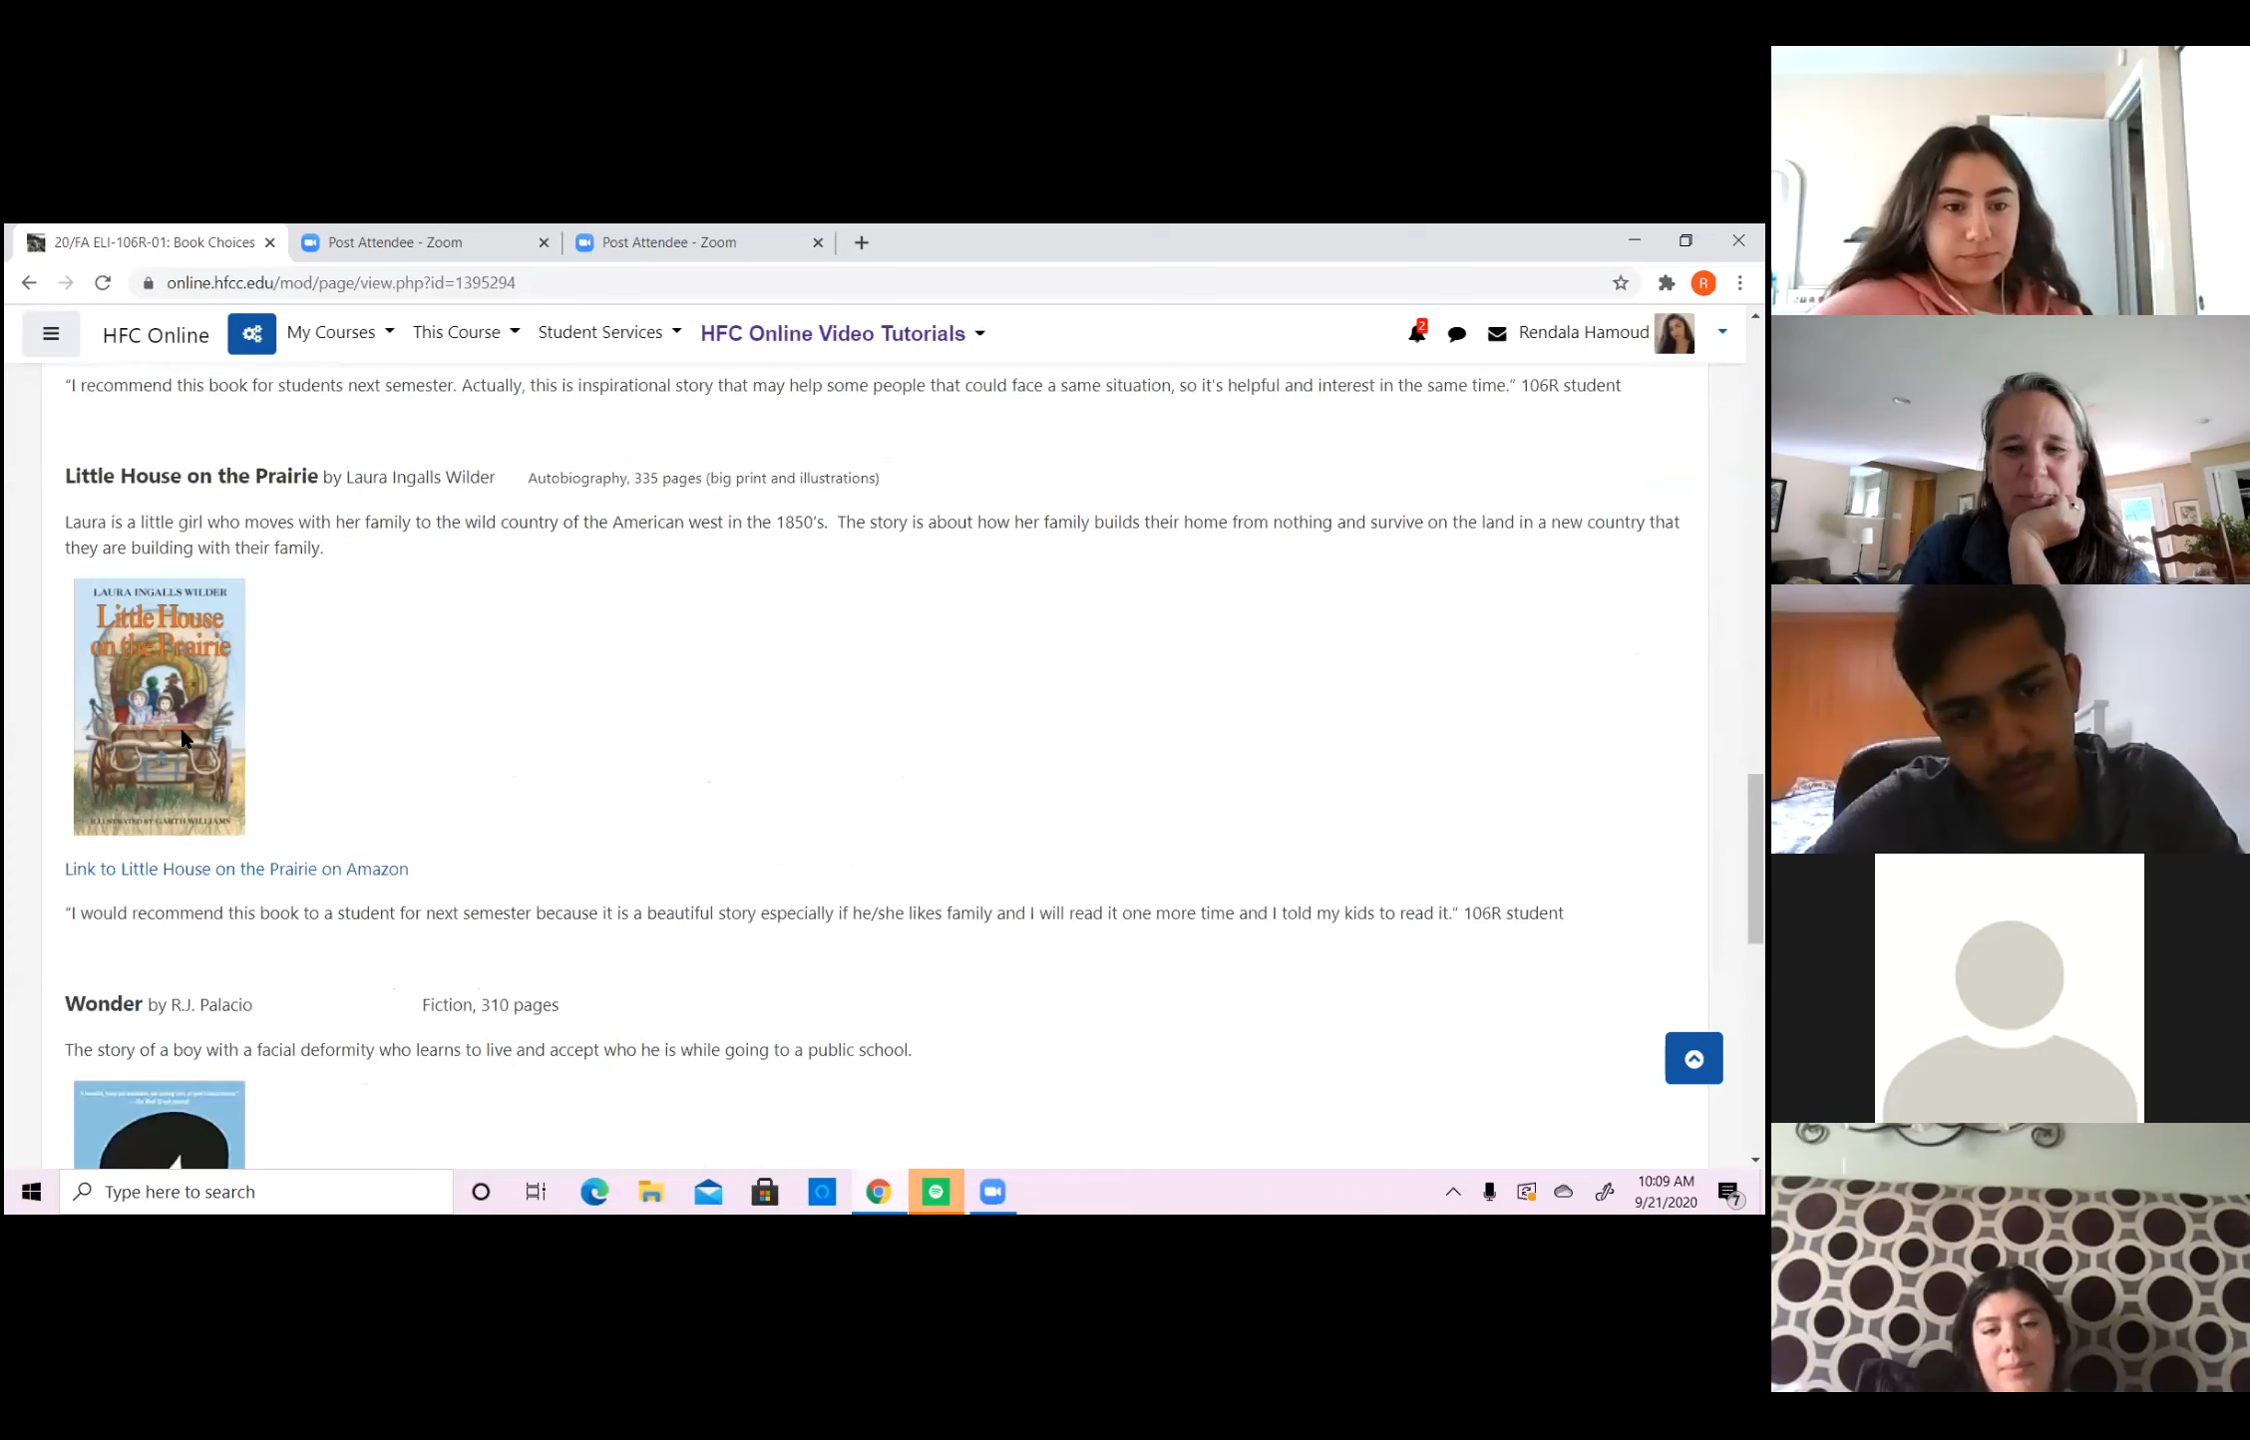 20/FA ELI-106R-01: Book Choices
Post Attendee - Zoom
Post Attendee - Zoom
online.hfcc.edu/mod/page/view.php?id=1395294
R
HFC Online
My Courses
This Course
Student Services
HFC Online Video Tutorials
2
Rendala Hamoud
“I recommend this book for students next semester. Actually, this is inspirational story that may help some people that could face a same situation, so it's helpful and interest in the same time.” 106R student
Little House on the Prairie by Laura Ingalls Wilder Autobiography, 335 pages (big print and illustrations)
Laura is a little girl who moves with her family to the wild country of the American west in the 1850’s. The story is about how her family builds their home from nothing and survive on the land in a new country that
they are building with their family.
LAURA INGALLS WILDER
Little House
on the Prairie
ILLUSTRATED BY GARTH WILLIAMS
Link to Little House on the Prairie on Amazon
“I would recommend this book to a student for next semester because it is a beautiful story especially if he/she likes family and I will read it one more time and I told my kids to read it.” 106R student
Wonder by R.J. Palacio Fiction, 310 pages
The story of a boy with a facial deformity who learns to live and accept who he is while going to a public school.
Type here to search
10:09 AM
9/21/2020
7